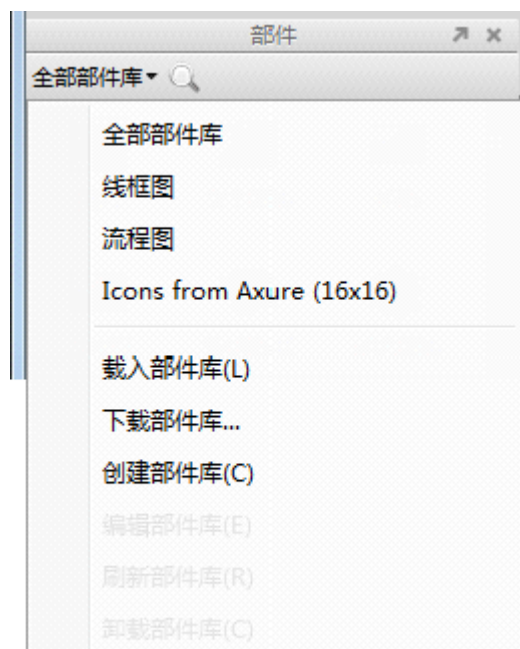 部件
全部部件库
全部部件库
线框图
流程图
Icons from Axure (16x16)
载入部件库(L)
下载部件库...
创建部件库(C)
编辑部件库(E)
刷新部件库(R)
卸载部件库(C)